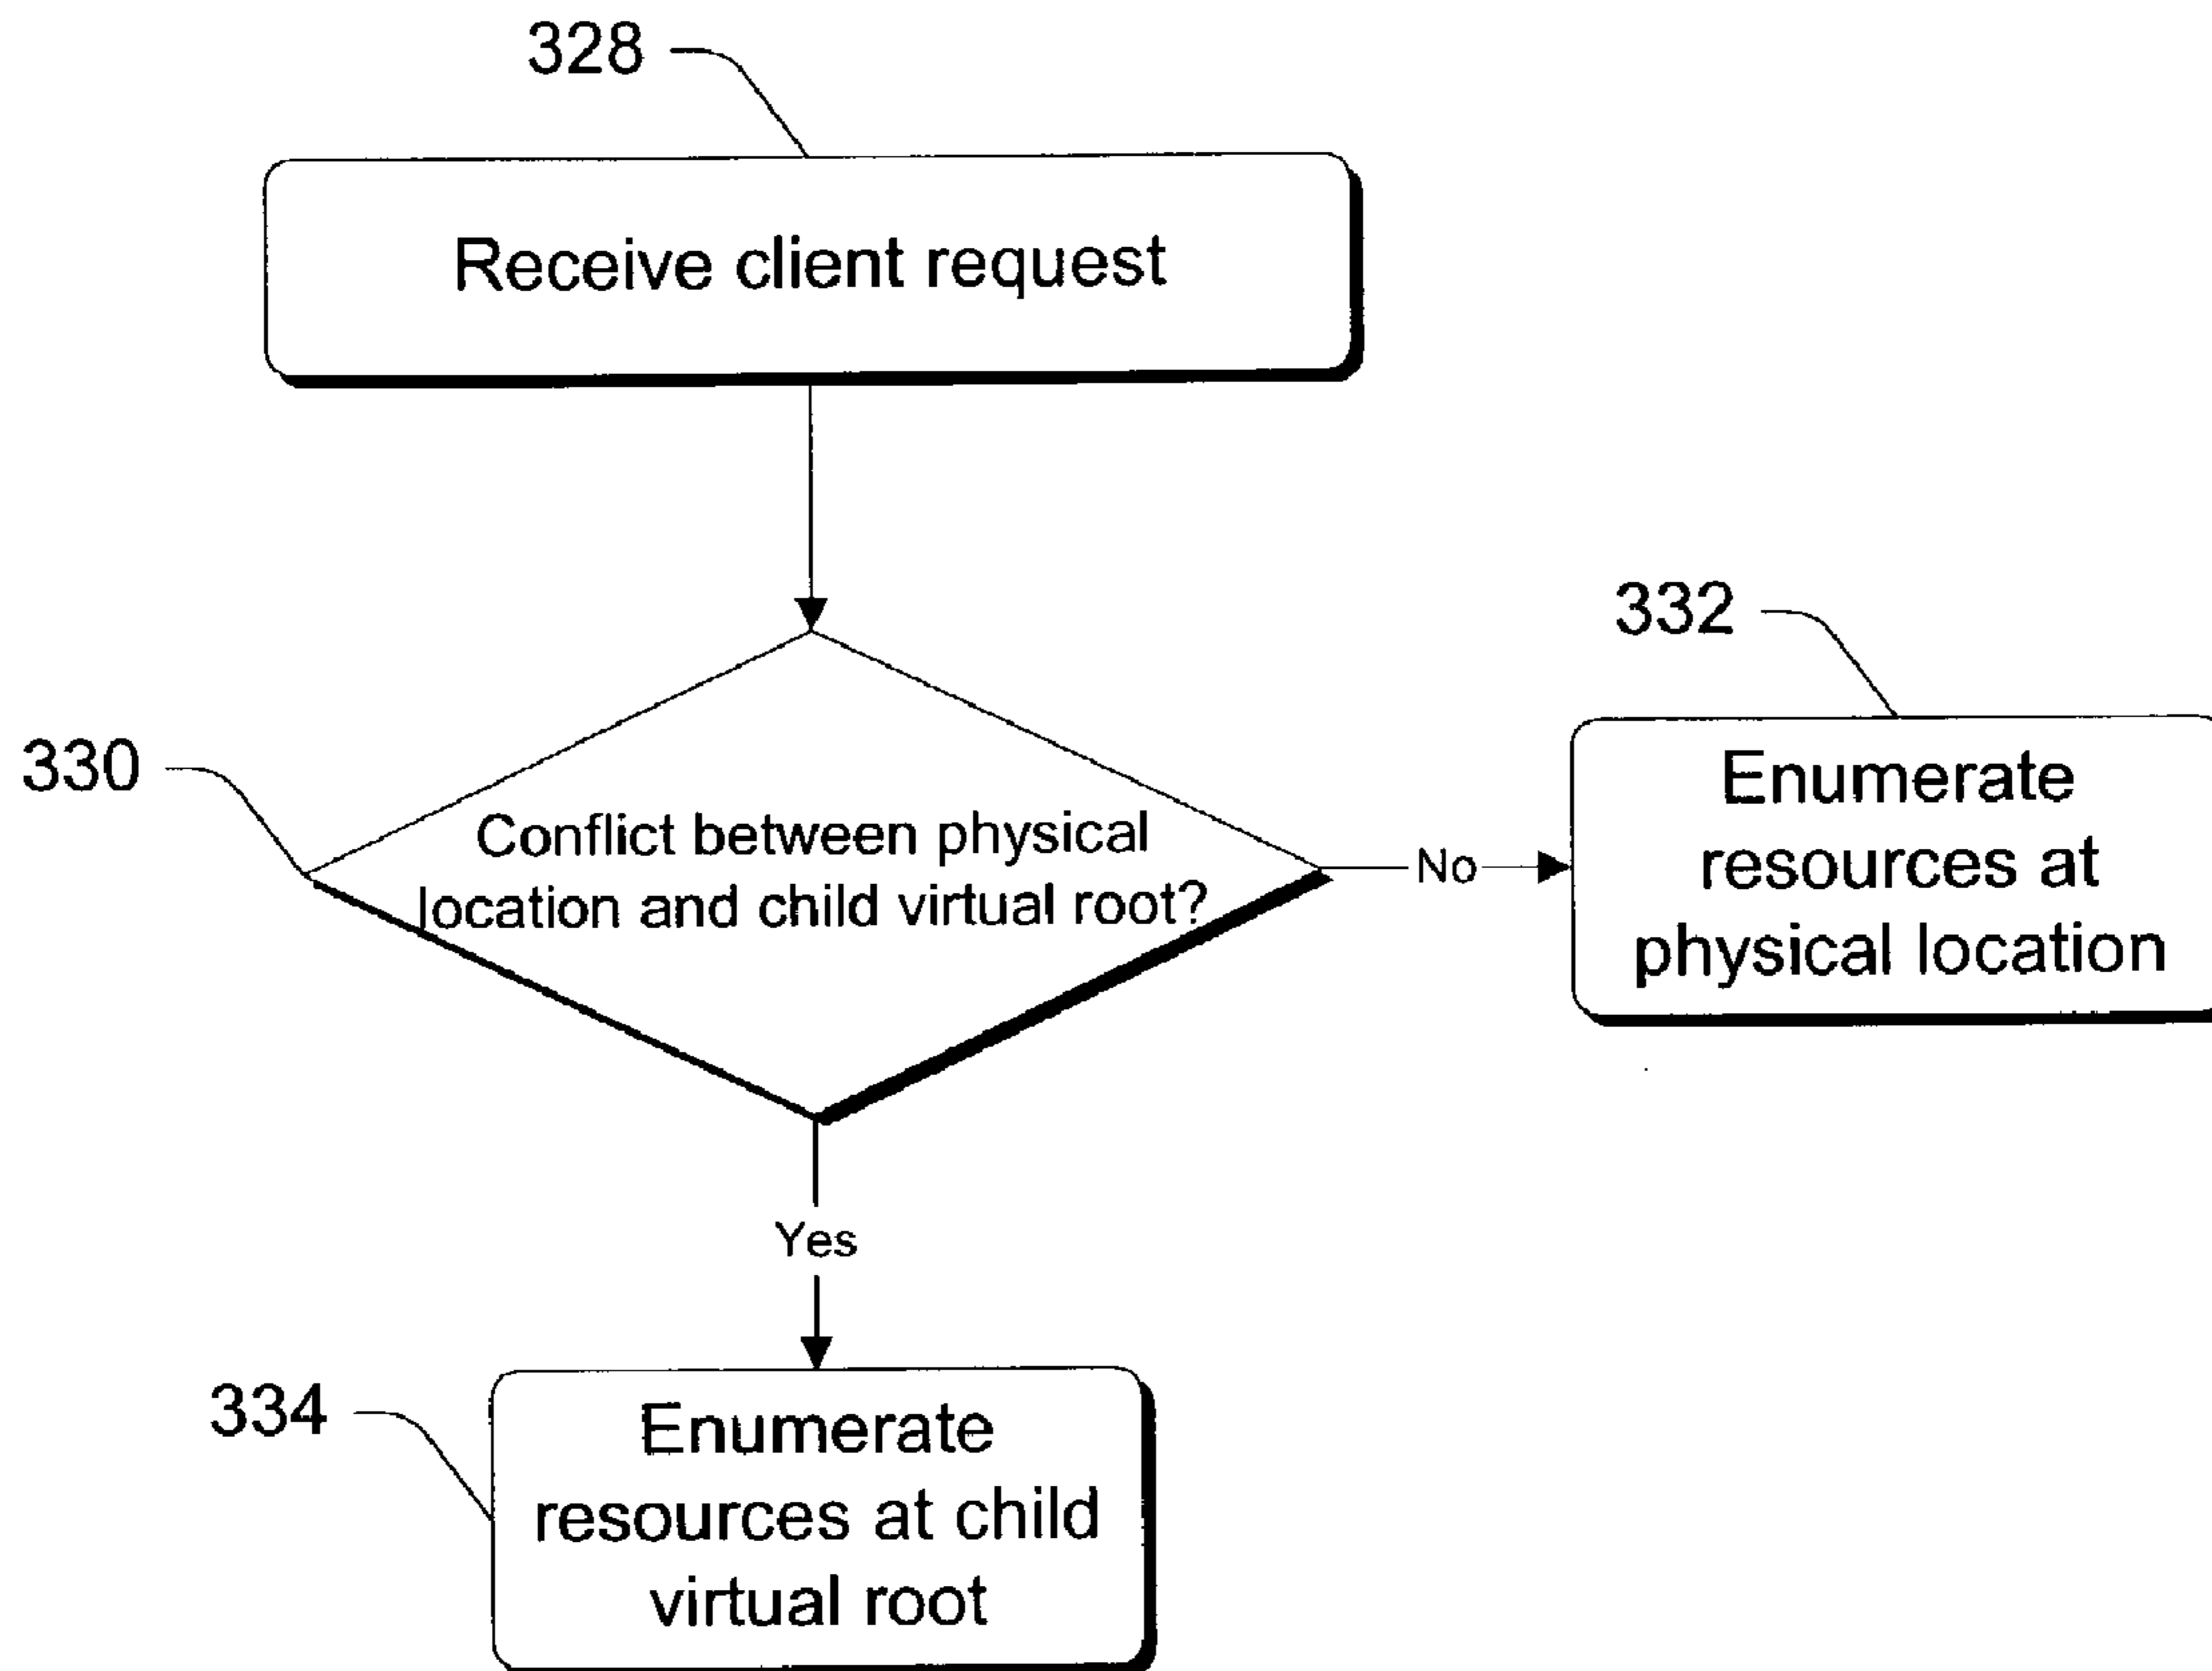 328
Receive client request
332
330
Conflict between physical
location and child virtual root?
No
Enumerate
resources at
physical location
Yes
334
Enumerate
resources at child
virtual root